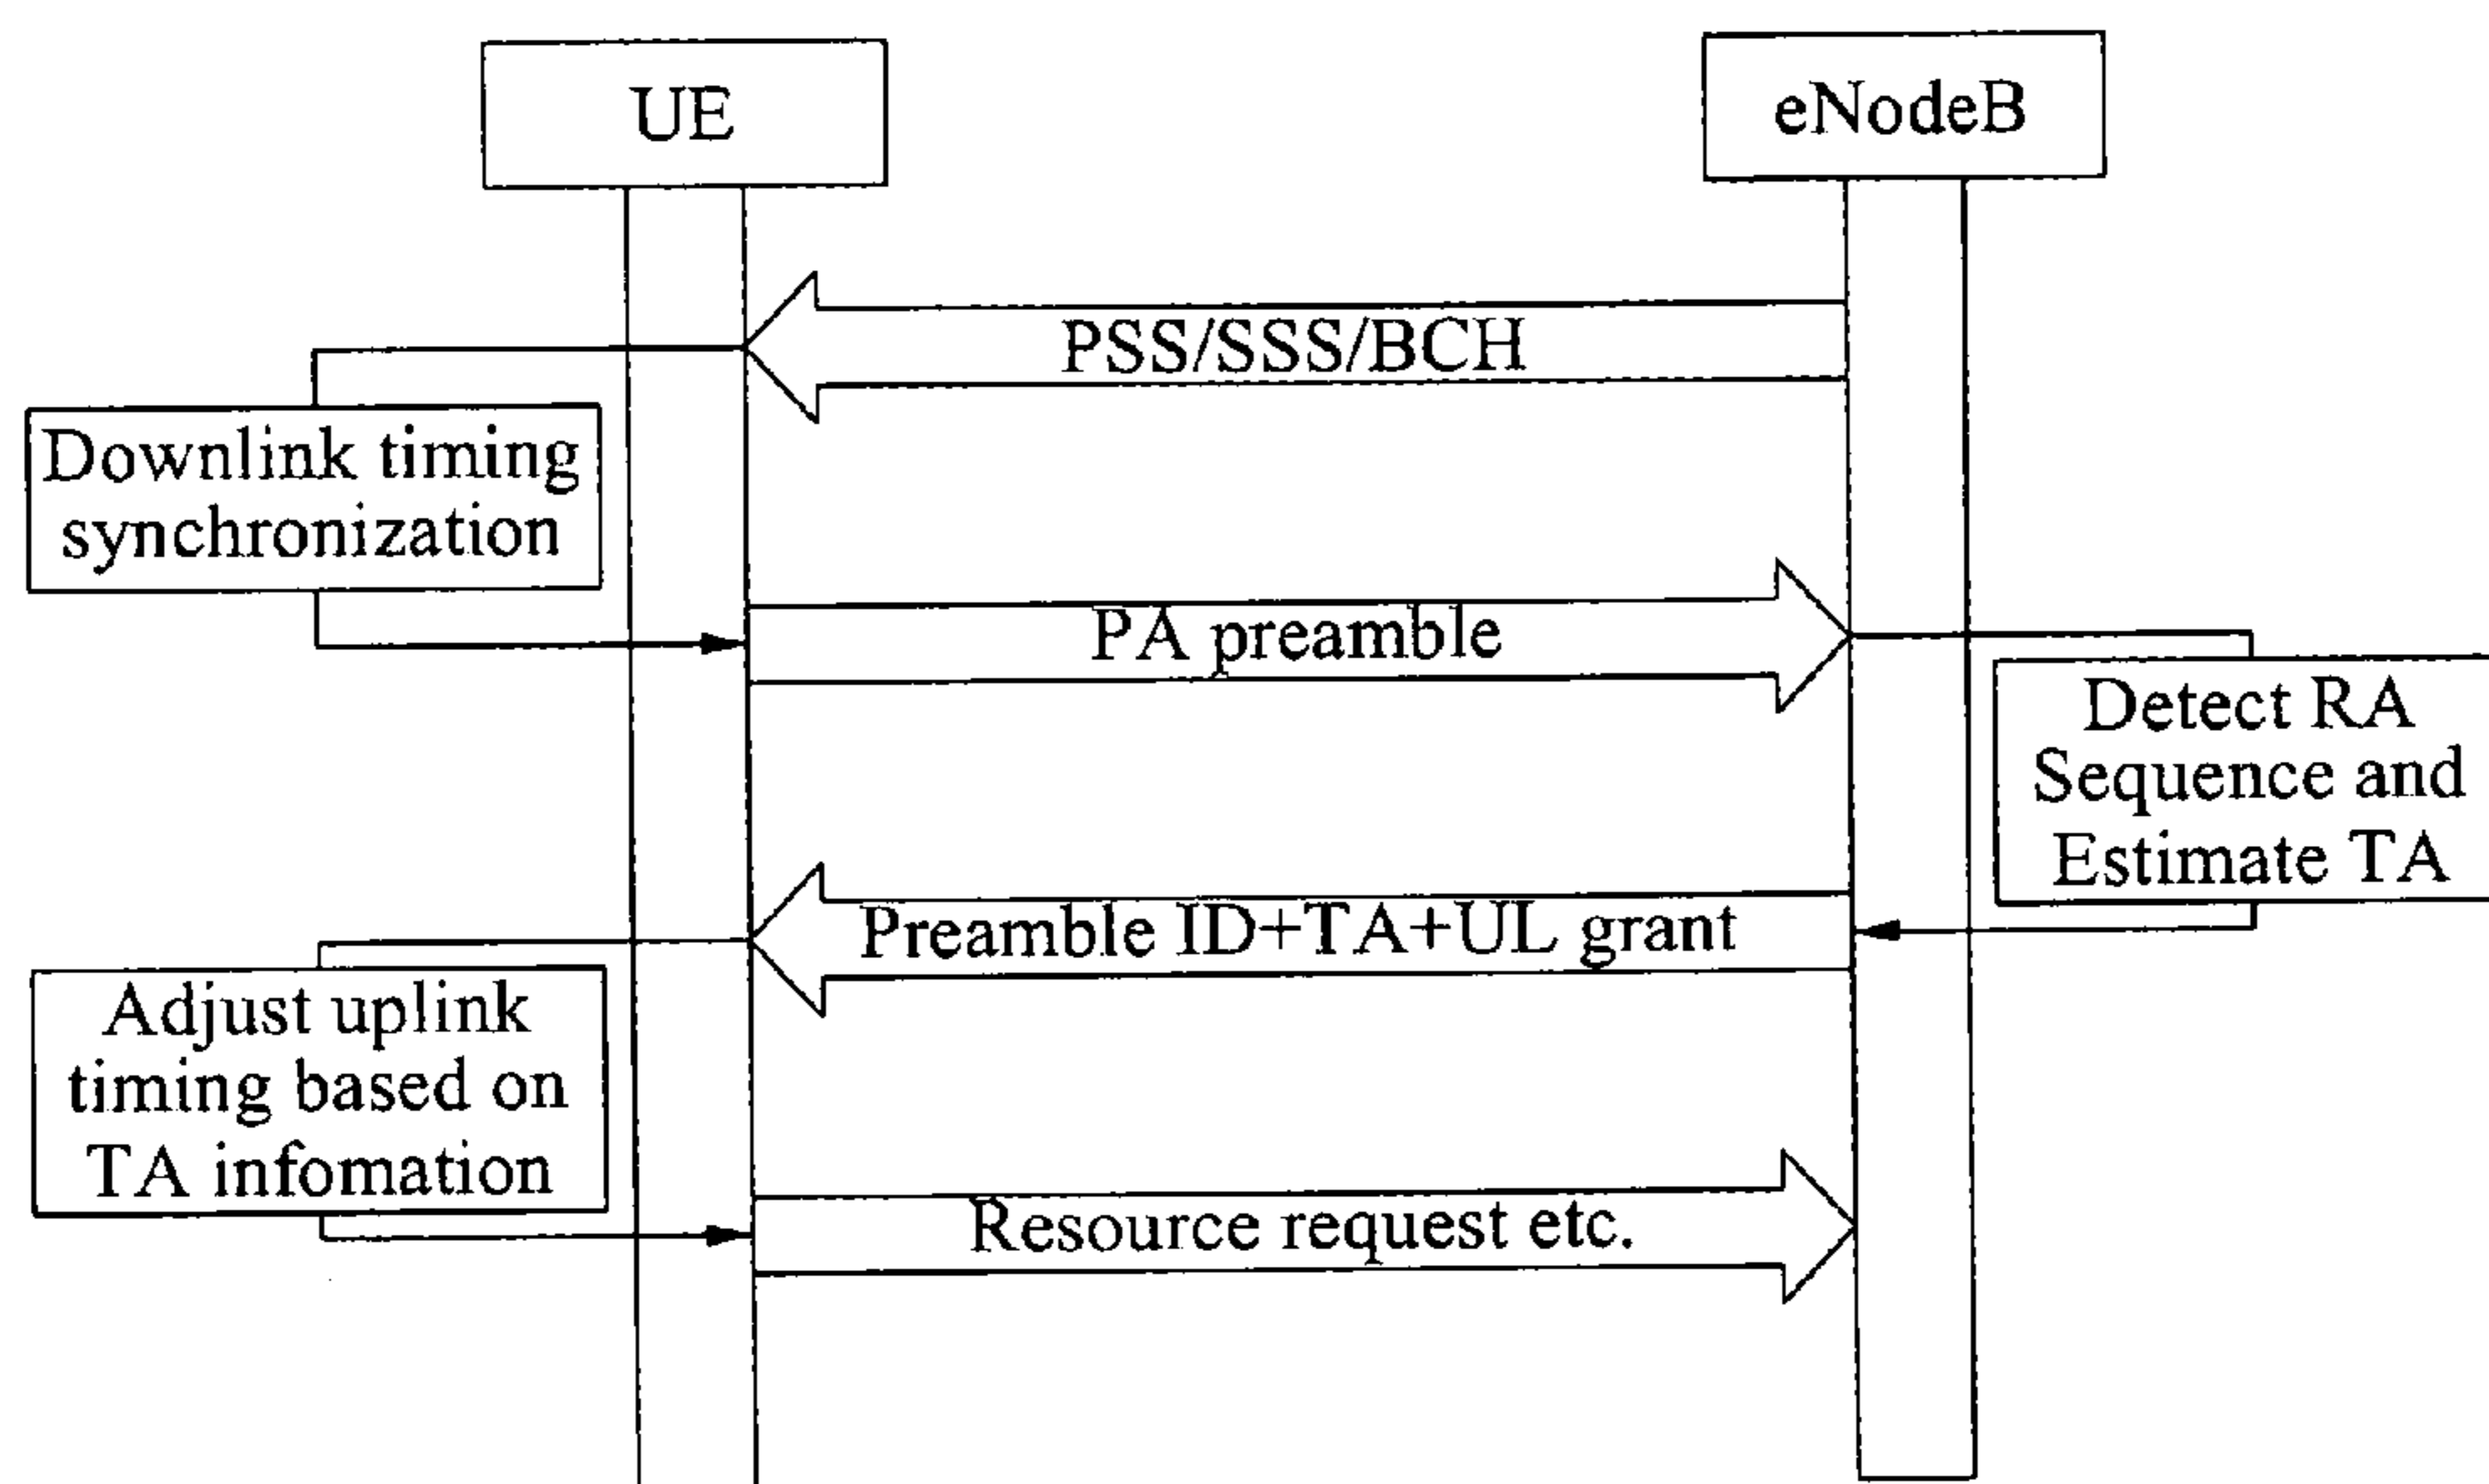 UE
eNodeB
PSS/SSS/BCH
Downlink timing
synchronization
PA preamble
Detect RA
Sequence and
Estimate TA
Preamble ID+TA+UL grant
Adjust uplink
timing based on
TA infomation
Resource request etc.